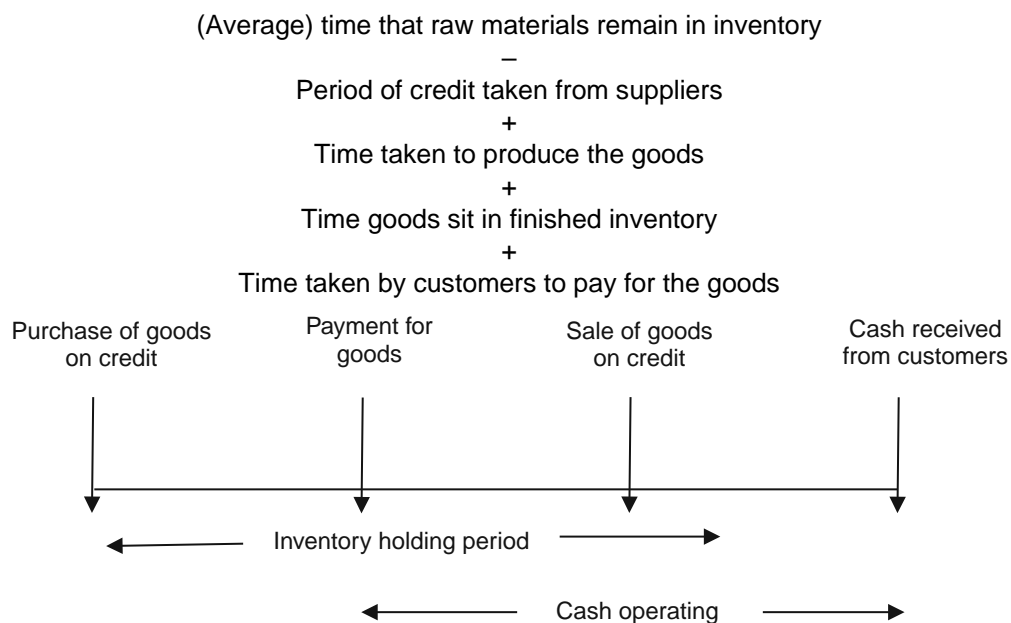 (Average) time that raw materials remain in inventory
–
Period of credit taken from suppliers
+
Time taken to produce the goods
+
Time goods sit in finished inventory
+
Time taken by customers to pay for the goods
Purchase of goods
on credit
Payment for
goods
Sale of goods
on credit
Cash received
from customers
Inventory holding period
Cash operating